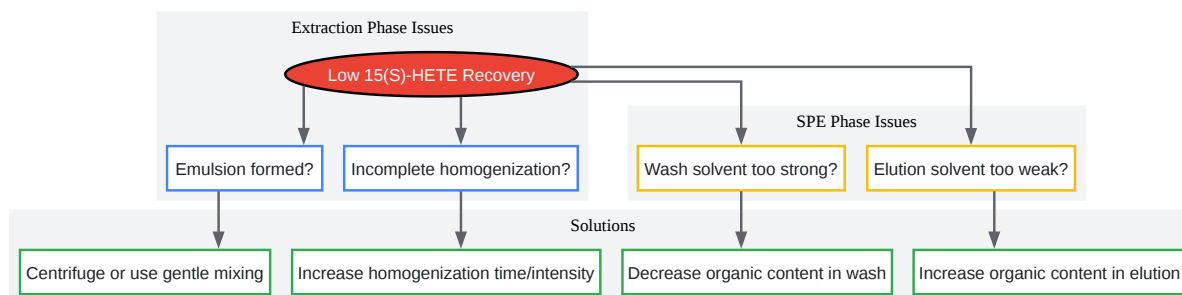 Extraction Phase Issues
Low 15(S)-HETE Recovery
SPE Phase Issues
Emulsion formed?
Incomplete homogenization?
Wash solvent too strong?
Elution solvent too weak?
Solutions
Centrifuge or use gentle mixing
Increase homogenization time/intensity
Decrease organic content in wash
Increase organic content in elution